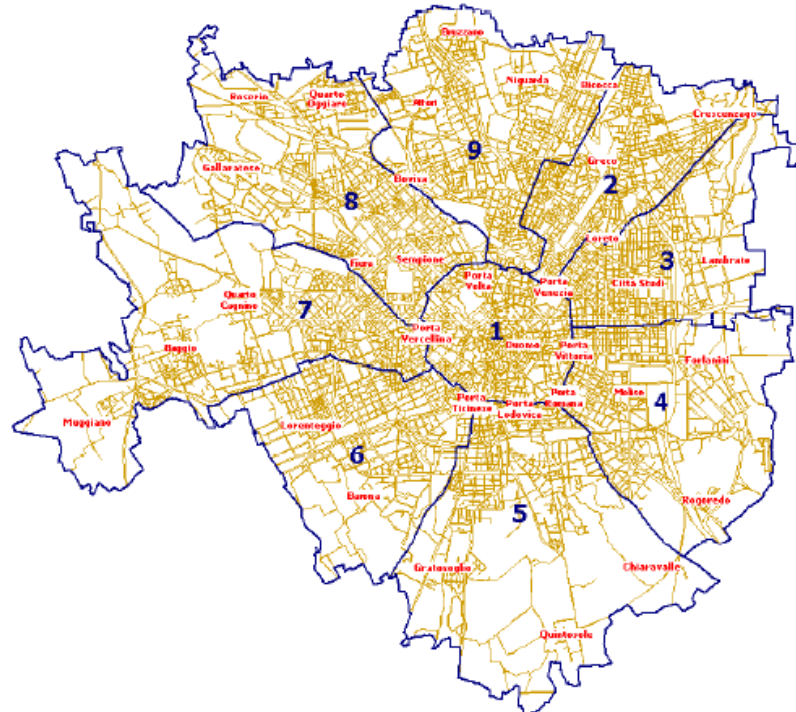 Bruzzano
Niguarda
Bicocca
Roserio
Quarto
Oggiaro
Affori
Crescenzago
9
Gallaratese
Bovisa
Greco
2
8
Loreto
3
Fiera
Sempione
Lambrate
Porta
Volta
Porta
Venezia
Città Studi
Quarto
Cagnino
7
Porta
Vercellina
1
Duomo
Porta
Vittoria
Baggio
Forlanini
Porta
Ticinese
Porta
Lodovica
Porta
Romana
Molise
4
Muggiano
Lorenteggio
6
Barona
5
Rogoredo
Gratosoglio
Chiaravalle
Quintosole